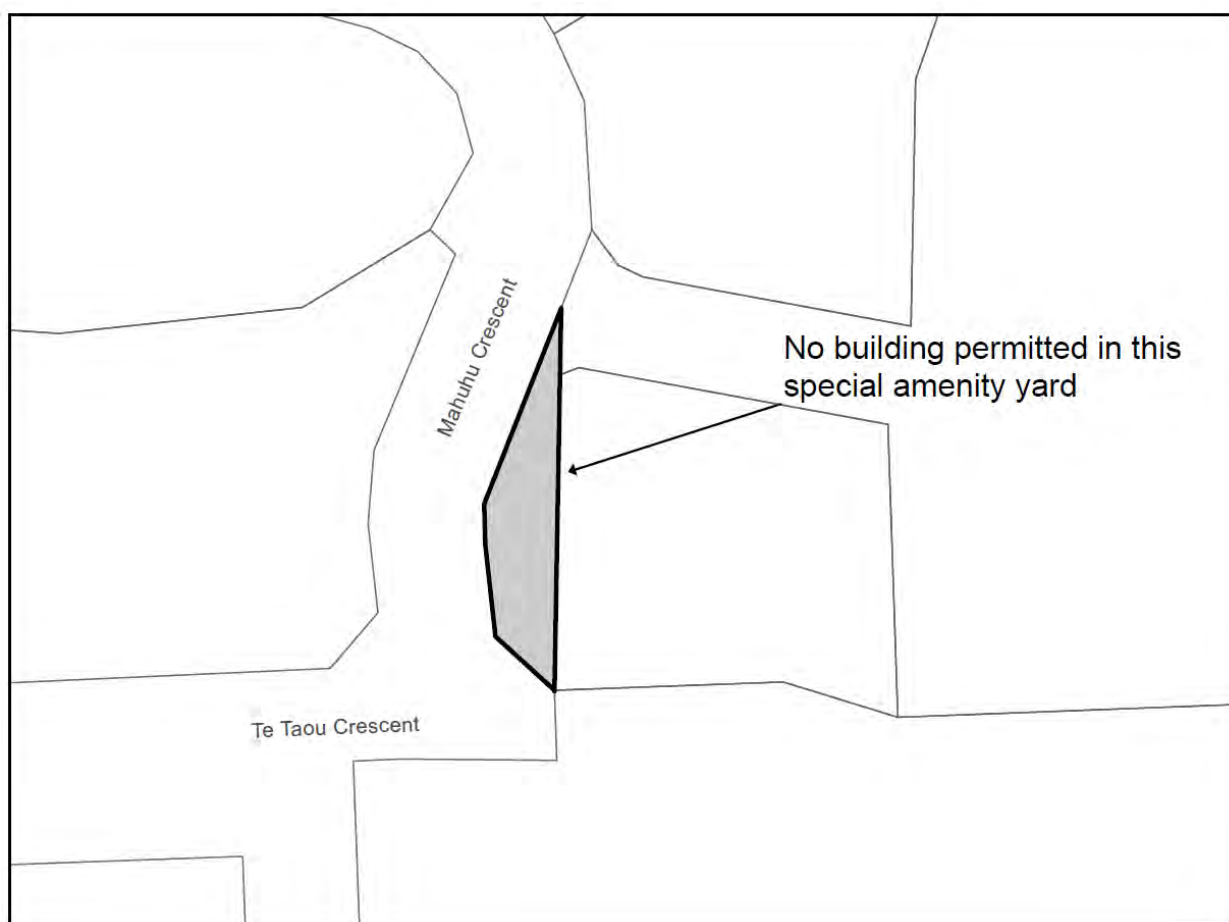 Mahuhu Crescent
No building permitted in this
special amenity yard
Te Taou Crescent